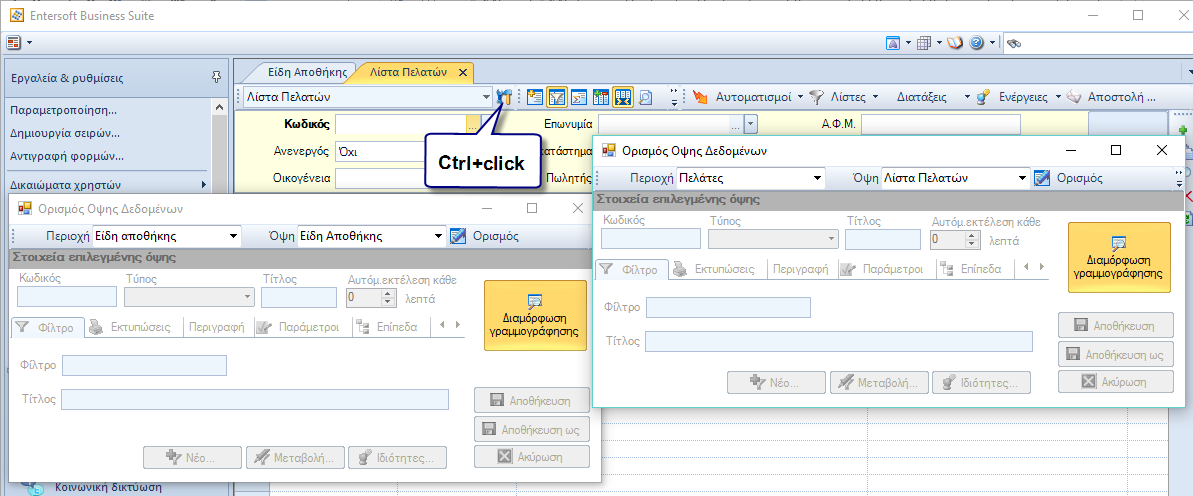 Entersoft Business Suite
Εργαλεία & ρυθμίσεις
Παραμετροποίηση...
Δημιουργία σειρών...
Αντιγραφή φορμών...
Δικαιώματα χρηστών
Είδη Αποθήκης
Λίστα Πελατών
Λίστα Πελατών
Αυτοματισμοί
Λίστες
Διατάξεις
Ενέργειες
Αποστολή ...
Κωδικός
Επωνυμία
Α.Φ.Μ.
Ανενεργός
Όχι
κατάστημα
Οικογένεια
Πωλητής
Ctrl+click
Ορισμός Οψης Δεδομένων
Περιοχή
Είδη αποθήκης
Όψη
Είδη Αποθήκης
Ορισμός
Στοιχεία επιλεγμένης όψης
Κωδικός
Τύπος
Τίτλος
Αυτόμ.εκτέλεση κάθε
0
λεπτά
Διαμόρφωση
γραμμογράφησης
Φίλτρο
Εκτυπώσεις
Περιγραφή
Παράμετροι
Επίπεδα
Φίλτρο
Τίτλος
Αποθήκευση
Αποθήκευση ως
Νέο...
Μεταβολή...
Ιδιότητες...
Ακύρωση
Κοινωνική δικτύωση
Ορισμός Οψης Δεδομένων
Περιοχή
Πελάτες
Όψη
Λίστα Πελατών
Ορισμός
Στοιχεία επιλεγμένης όψης
Κωδικός
Τύπος
Τίτλος
Αυτόμ.εκτέλεση κάθε
0
λεπτά
Διαμόρφωση
γραμμογράφησης
Φίλτρο
Εκτυπώσεις
Περιγραφή
Παράμετροι
Επίπεδα
Φίλτρο
Τίτλος
Αποθήκευση
Αποθήκευση ως
Νέο...
Μεταβολή...
Ιδιότητες...
Ακύρωση